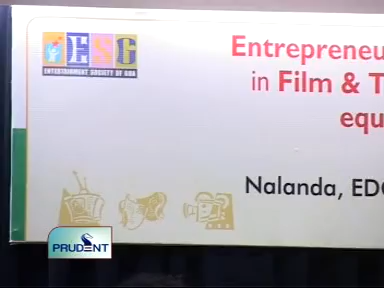 ESG
ENTERTAINMENT SOCIETY OF GOA
Entrepreneu
in Film & T
equ
Nalanda, EDC
PRUDENT